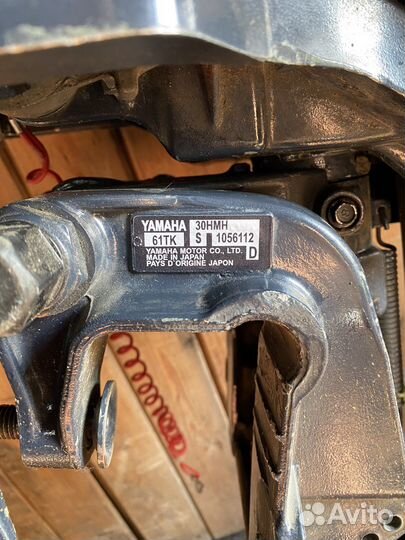 YAMAHA 30HMH
61TK S 1056112
YAMAHA MOTOR CO., LTD.
MADE IN JAPAN
PAYS D'ORIGINE JAPON D
Avito